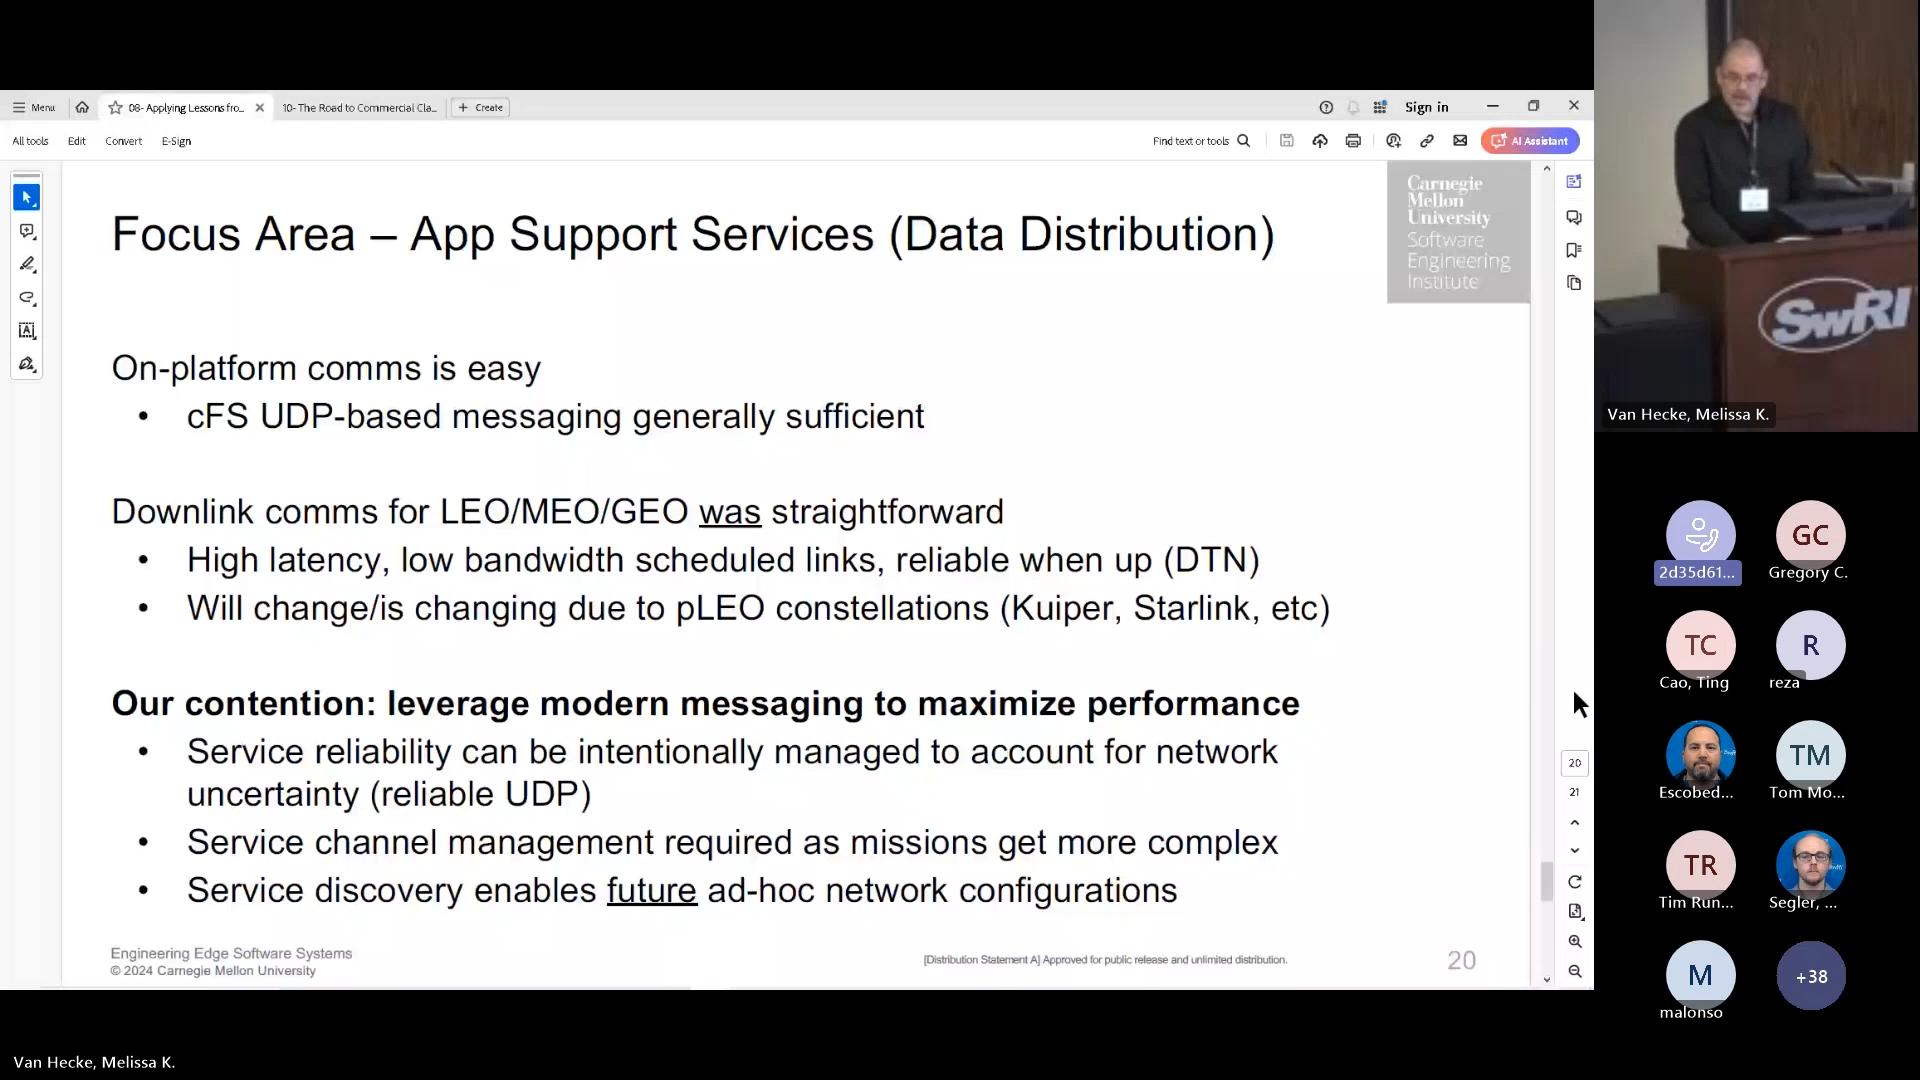 Menu
08- Applying Lessons fro...
10- The Road to Commercial Cla...
Create
Sign in
All tools
Edit
Convert
E-Sign
Find text or tools
AI Assistant
Carnegie
Mellon
University
Software
Engineering
Institute
Focus Area – App Support Services (Data Distribution)
On-platform comms is easy
• cFS UDP-based messaging generally sufficient
Downlink comms for LEO/MEO/GEO was straightforward
• High latency, low bandwidth scheduled links, reliable when up (DTN)
• Will change/is changing due to pLEO constellations (Kuiper, Starlink, etc)
Our contention: leverage modern messaging to maximize performance
• Service reliability can be intentionally managed to account for network
uncertainty (reliable UDP)
• Service channel management required as missions get more complex
• Service discovery enables future ad-hoc network configurations
Engineering Edge Software Systems
© 2024 Carnegie Mellon University
[Distribution Statement A] Approved for public release and unlimited distribution.
20
20
21
SwRI
Van Hecke, Melissa K.
2d35d61...
GC
Gregory C.
TC
Cao, Ting
R
reza
Escobed...
TM
Tom Mo...
TR
Tim Run...
Segler, ...
M
malonso
+38
Van Hecke, Melissa K.